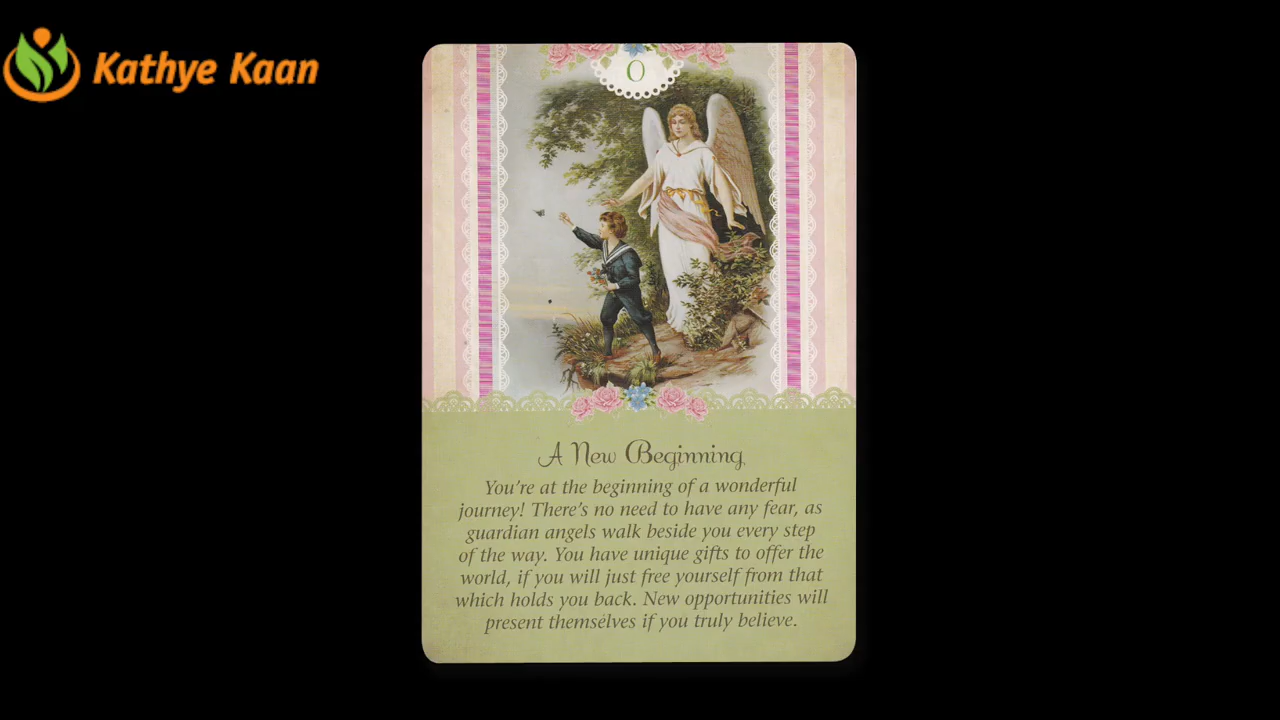 Kathye Kaan
0
A New Beginning
You're at the beginning of a wonderful
journey! There's no need to have any fear, as
guardian angels walk beside you every step
of the way. You have unique gifts to offer the
world, if you will just free yourself from that
which holds you back. New opportunities will
present themselves if you truly believe.